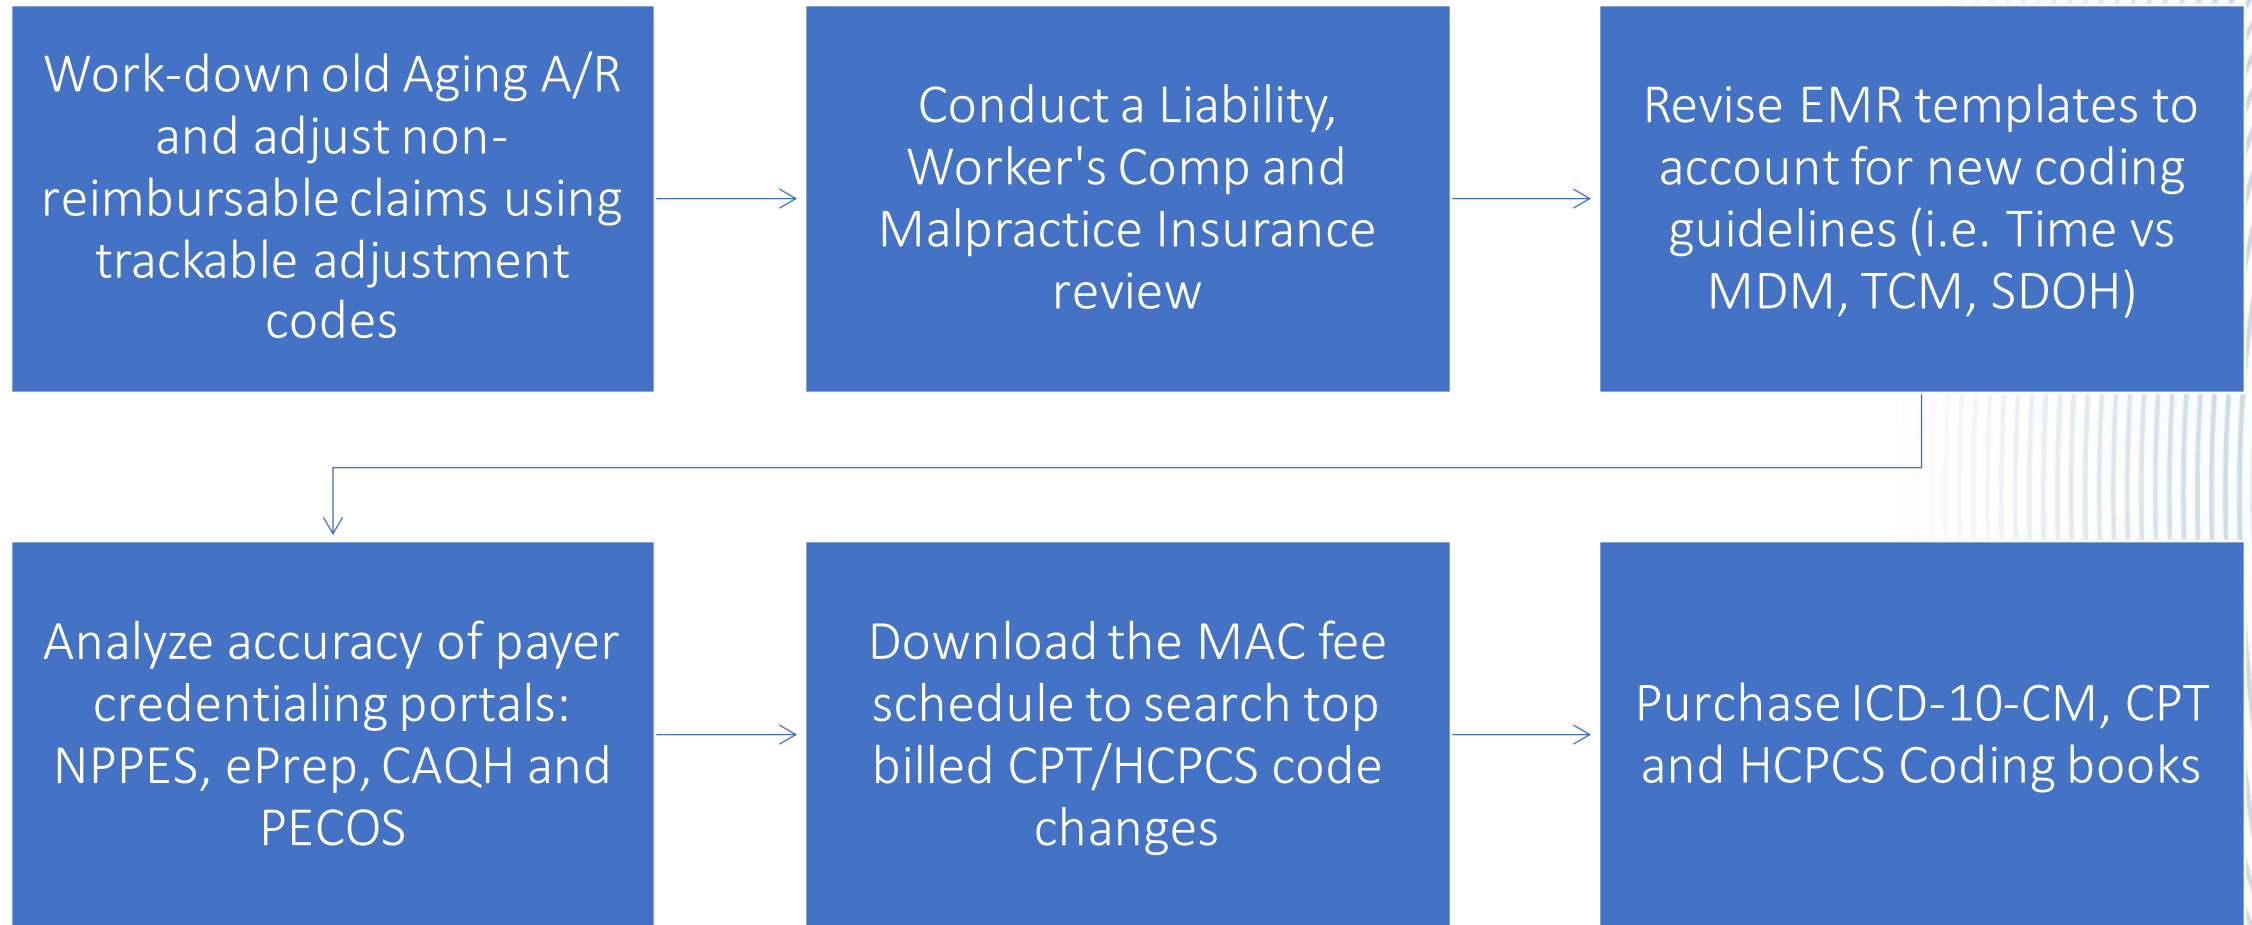 Work-down old Aging A/R
and adjust non-
reimbursable claims using
trackable adjustment
codes
Conduct a Liability,
Worker's Comp and
Malpractice Insurance
review
Revise EMR templates to
account for new coding
guidelines (i.e. Time vs
MDM, TCM, SDOH)
Analyze accuracy of payer
credentialing portals:
NPPES, ePrep, CAQH and
PECOS
Download the MAC fee
schedule to search top
billed CPT/HCPCS code
changes
Purchase ICD-10-CM, CPT
and HCPCS Coding books